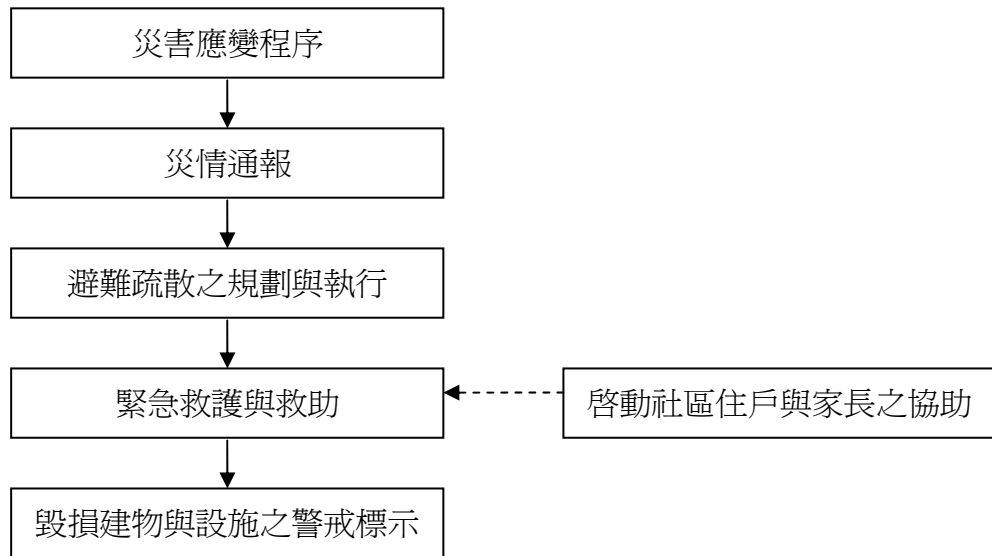 災害應變程序
災情通報
避難疏散之規劃與執行
緊急救護與救助
啓動社區住戶與家長之協助
毀損建物與設施之警戒標示